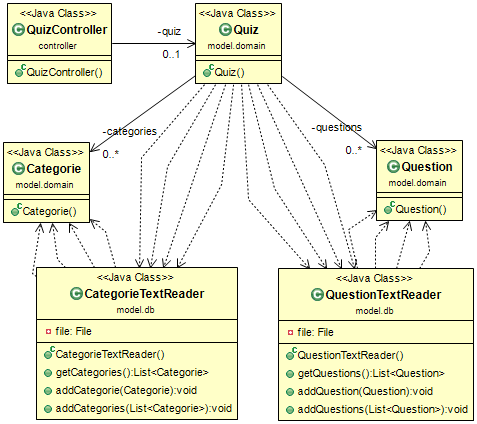 <<Java Class>>
QuizController
controller
QuizController()
-quiz
0..1
<<Java Class>>
Quiz
model.domain
Quiz()
-categories
0..*
-questions
0..*
<<Java Class>>
Categorie
model.domain
Categorie()
<<Java Class>>
Question
model.domain
Question()
<<Java Class>>
CategorieTextReader
model.db
file: File
CategorieTextReader()
getCategories():List<Categorie>
addCategorie(Categorie):void
addCategories(List<Categorie>):void
<<Java Class>>
QuestionTextReader
model.db
file: File
QuestionTextReader()
getQuestions():List<Question>
addQuestion(Question):void
addQuestions(List<Question>):void